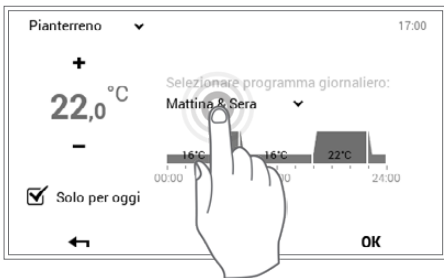 Pianterreno
17:00
+
22,0 °C
−
Selezionare programma giornaliero:
Mattina & Sera
16°C 16°C 22°C
00:00 24:00
Solo per oggi
OK